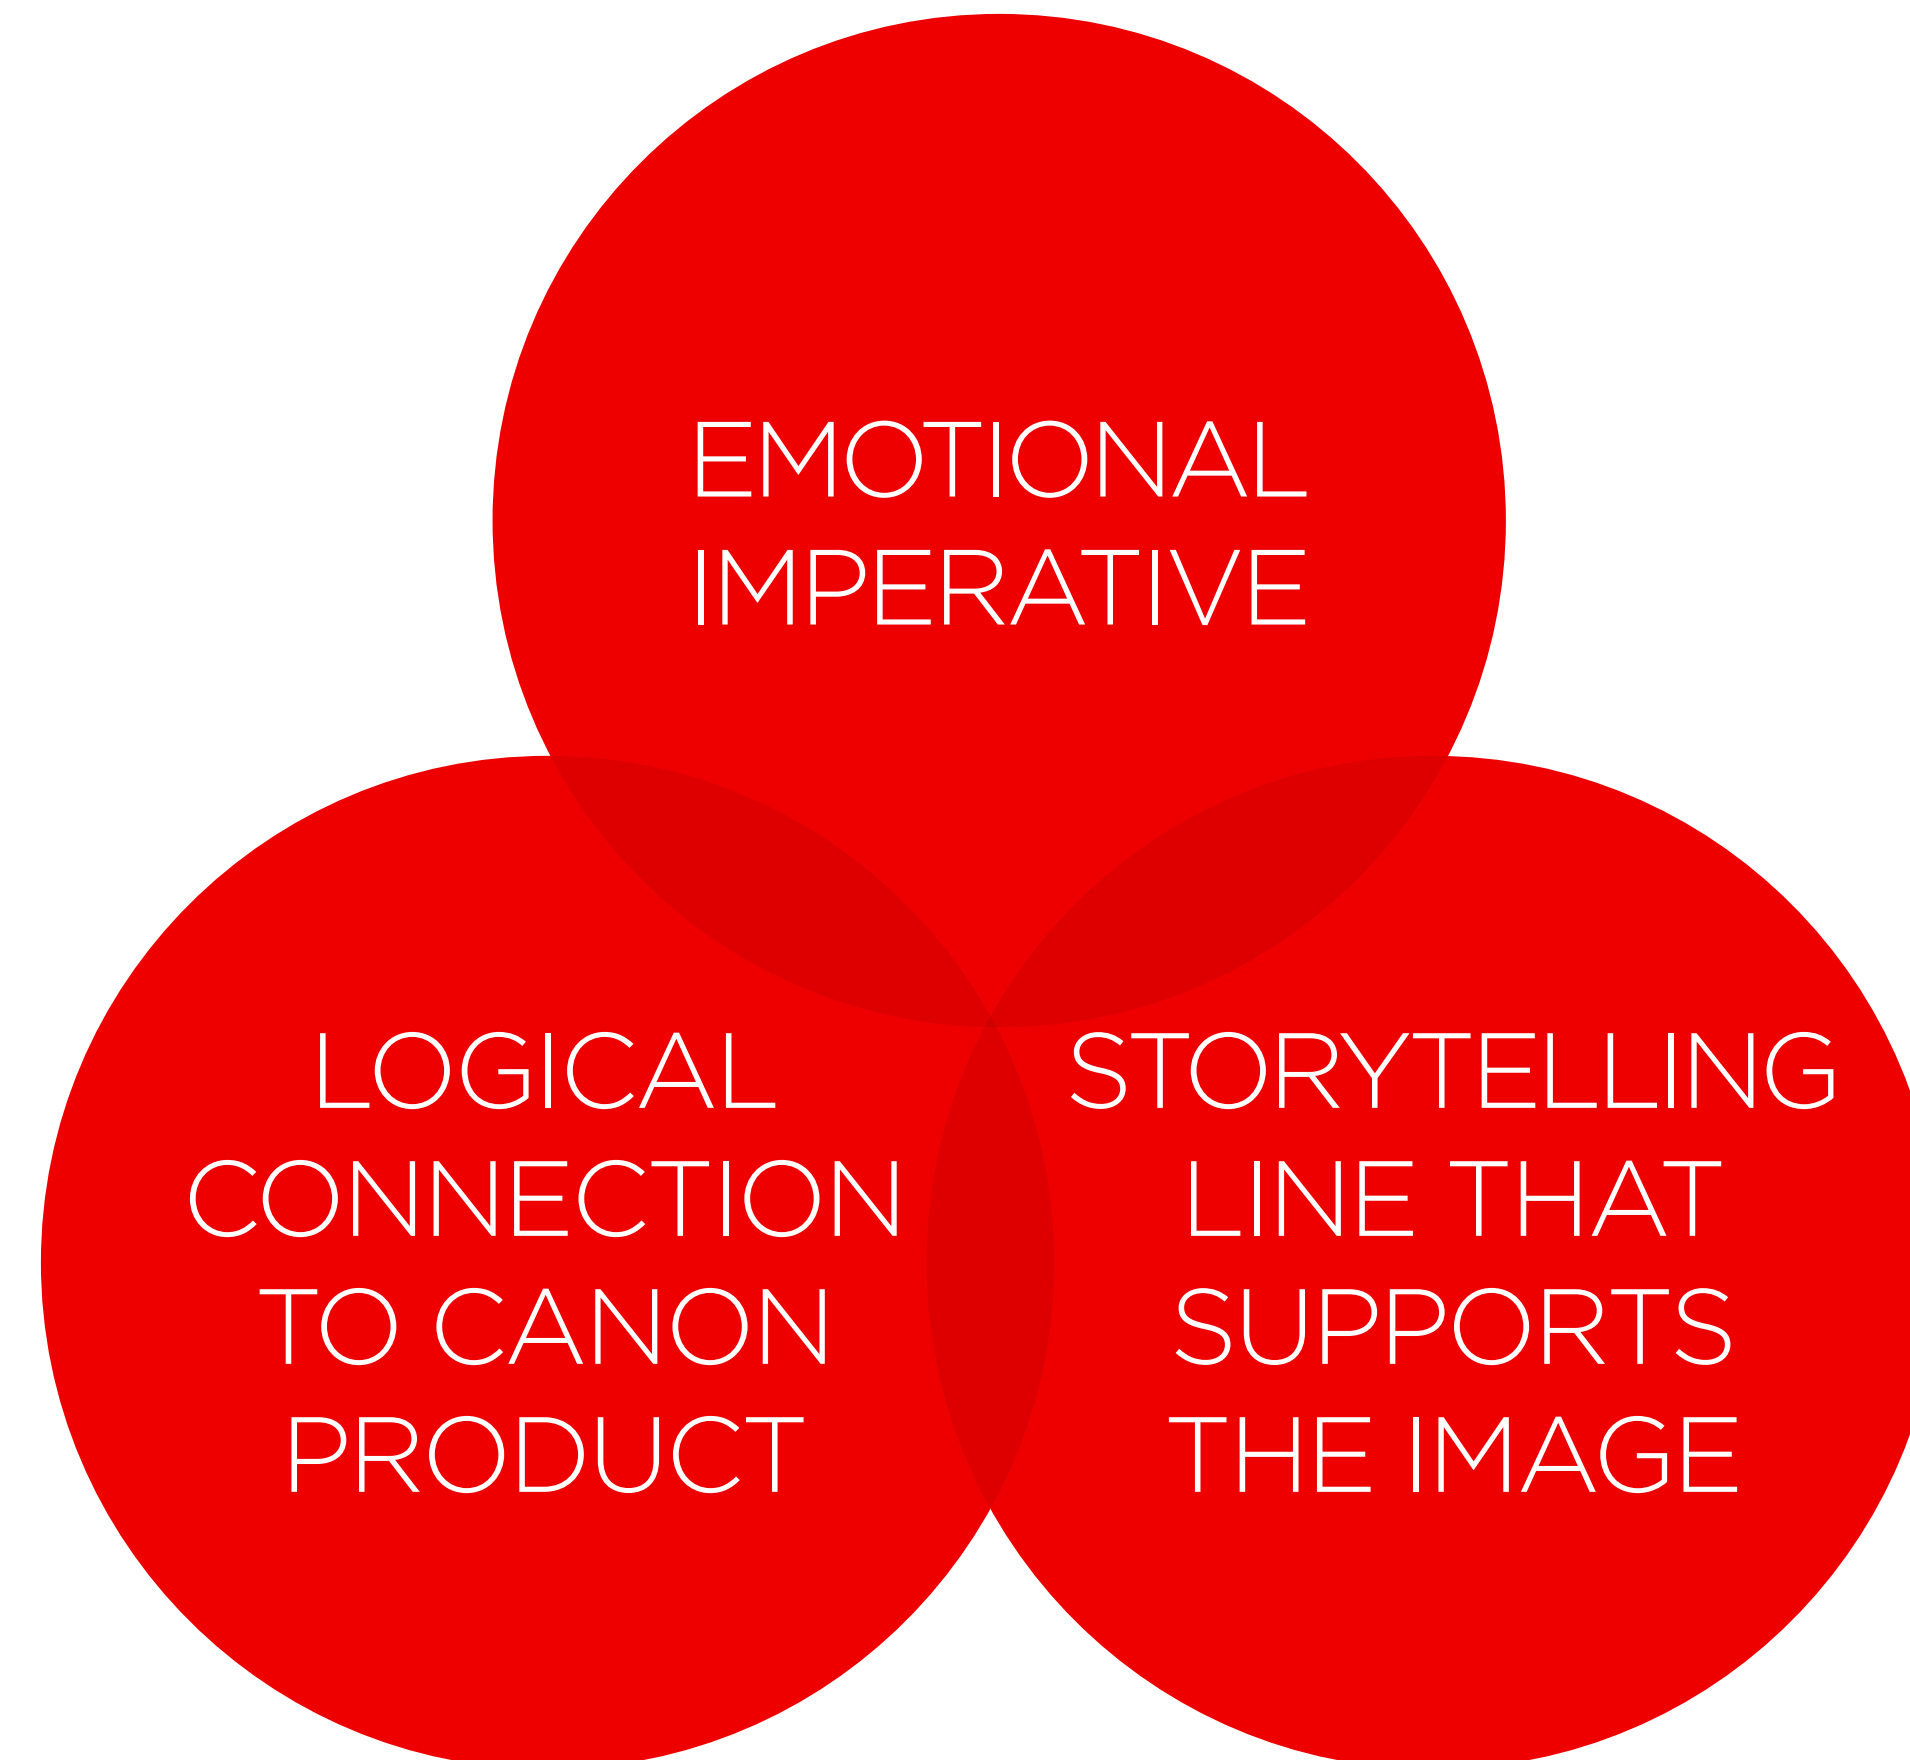 EMOTIONAL
IMPERATIVE
LOGICAL
CONNECTION
TO CANON
PRODUCT
STORYTELLING
LINE THAT
SUPPORTS
THE IMAGE